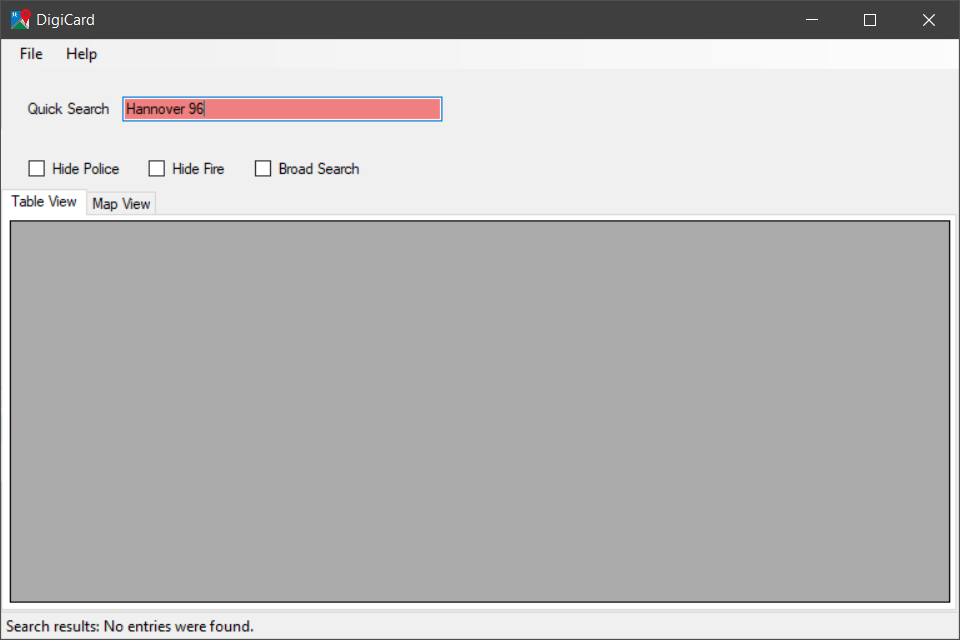 DigiCard
File Help
Quick Search Hannover 96
Hide Police Hide Fire Broad Search
Table View Map View
Search results: No entries were found.